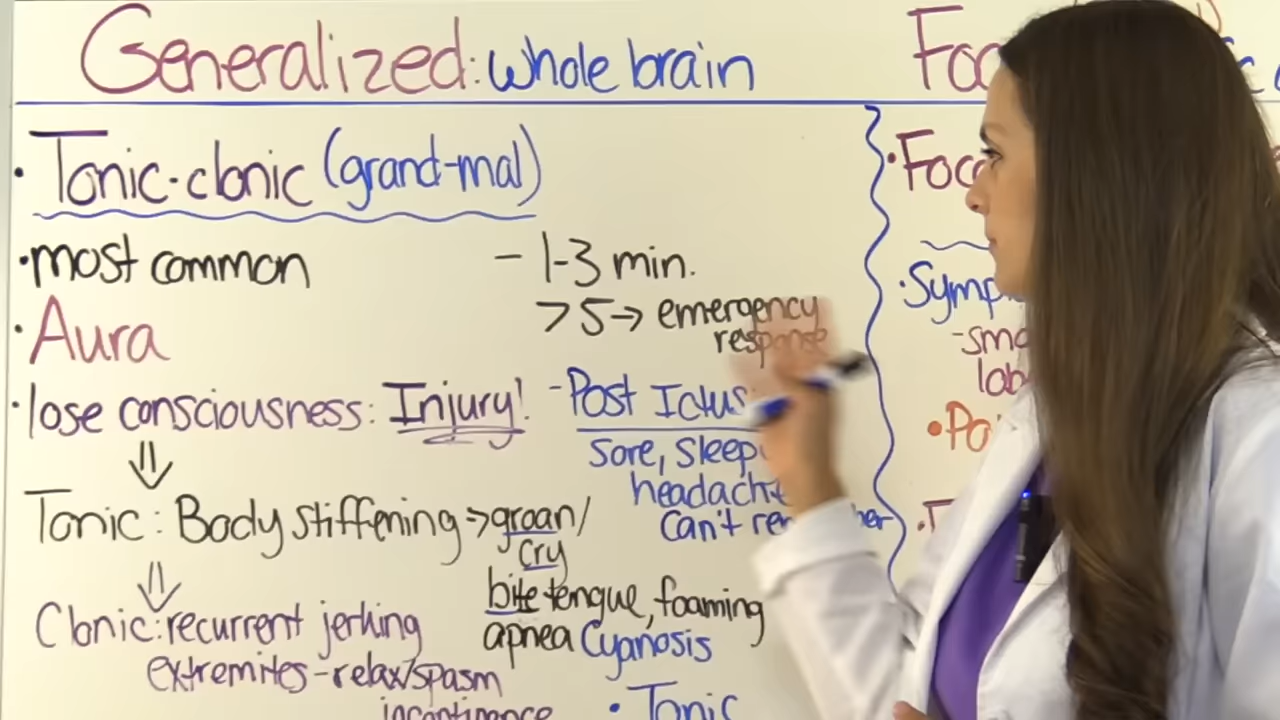 Generalized: whole brain
• Tonic-clonic (grand-mal)
• most common
• Aura
• lose consciousness: Injury!
⇓
Tonic: Body stiffening → groan/
cry
bite tongue, foaming
apnea Cyanosis
⇓
Clonic: recurrent jerking
extremites - relax/spasm
incontinence
- 1-3 min.
> 5 → emergency
response
- Post Ictus
sore, sleep
headache
can't
• Tonic
• Symp